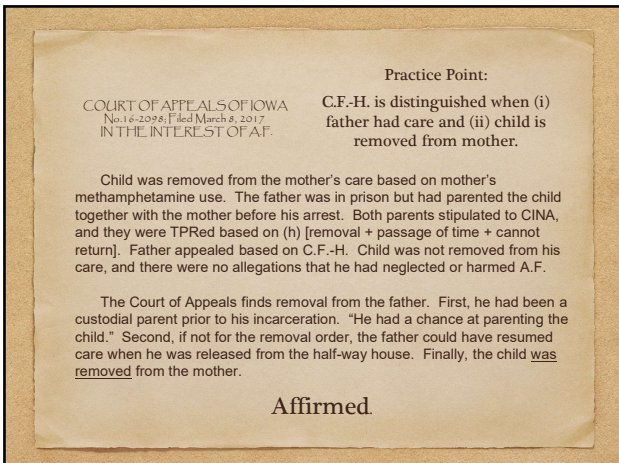 COURT OF APPEALS OF IOWA
No. 16-2098; Filed March 8, 2017
IN THE INTEREST OF A.F.
Practice Point:
C.F.-H. is distinguished when (i)
father had care and (ii) child is
removed from mother.
Child was removed from the mother's care based on mother's
methamphetamine use. The father was in prison but had parented the child
together with the mother before his arrest. Both parents stipulated to CINA,
and they were TPRed based on (h) [removal + passage of time + cannot
return]. Father appealed based on C.F.-H. Child was not removed from his
care, and there were no allegations that he had neglected or harmed A.F.
The Court of Appeals finds removal from the father. First, he had been a
custodial parent prior to his incarceration. “He had a chance at parenting the
child.” Second, if not for the removal order, the father could have resumed
care when he was released from the half-way house. Finally, the child was
removed from the mother.
Affirmed.